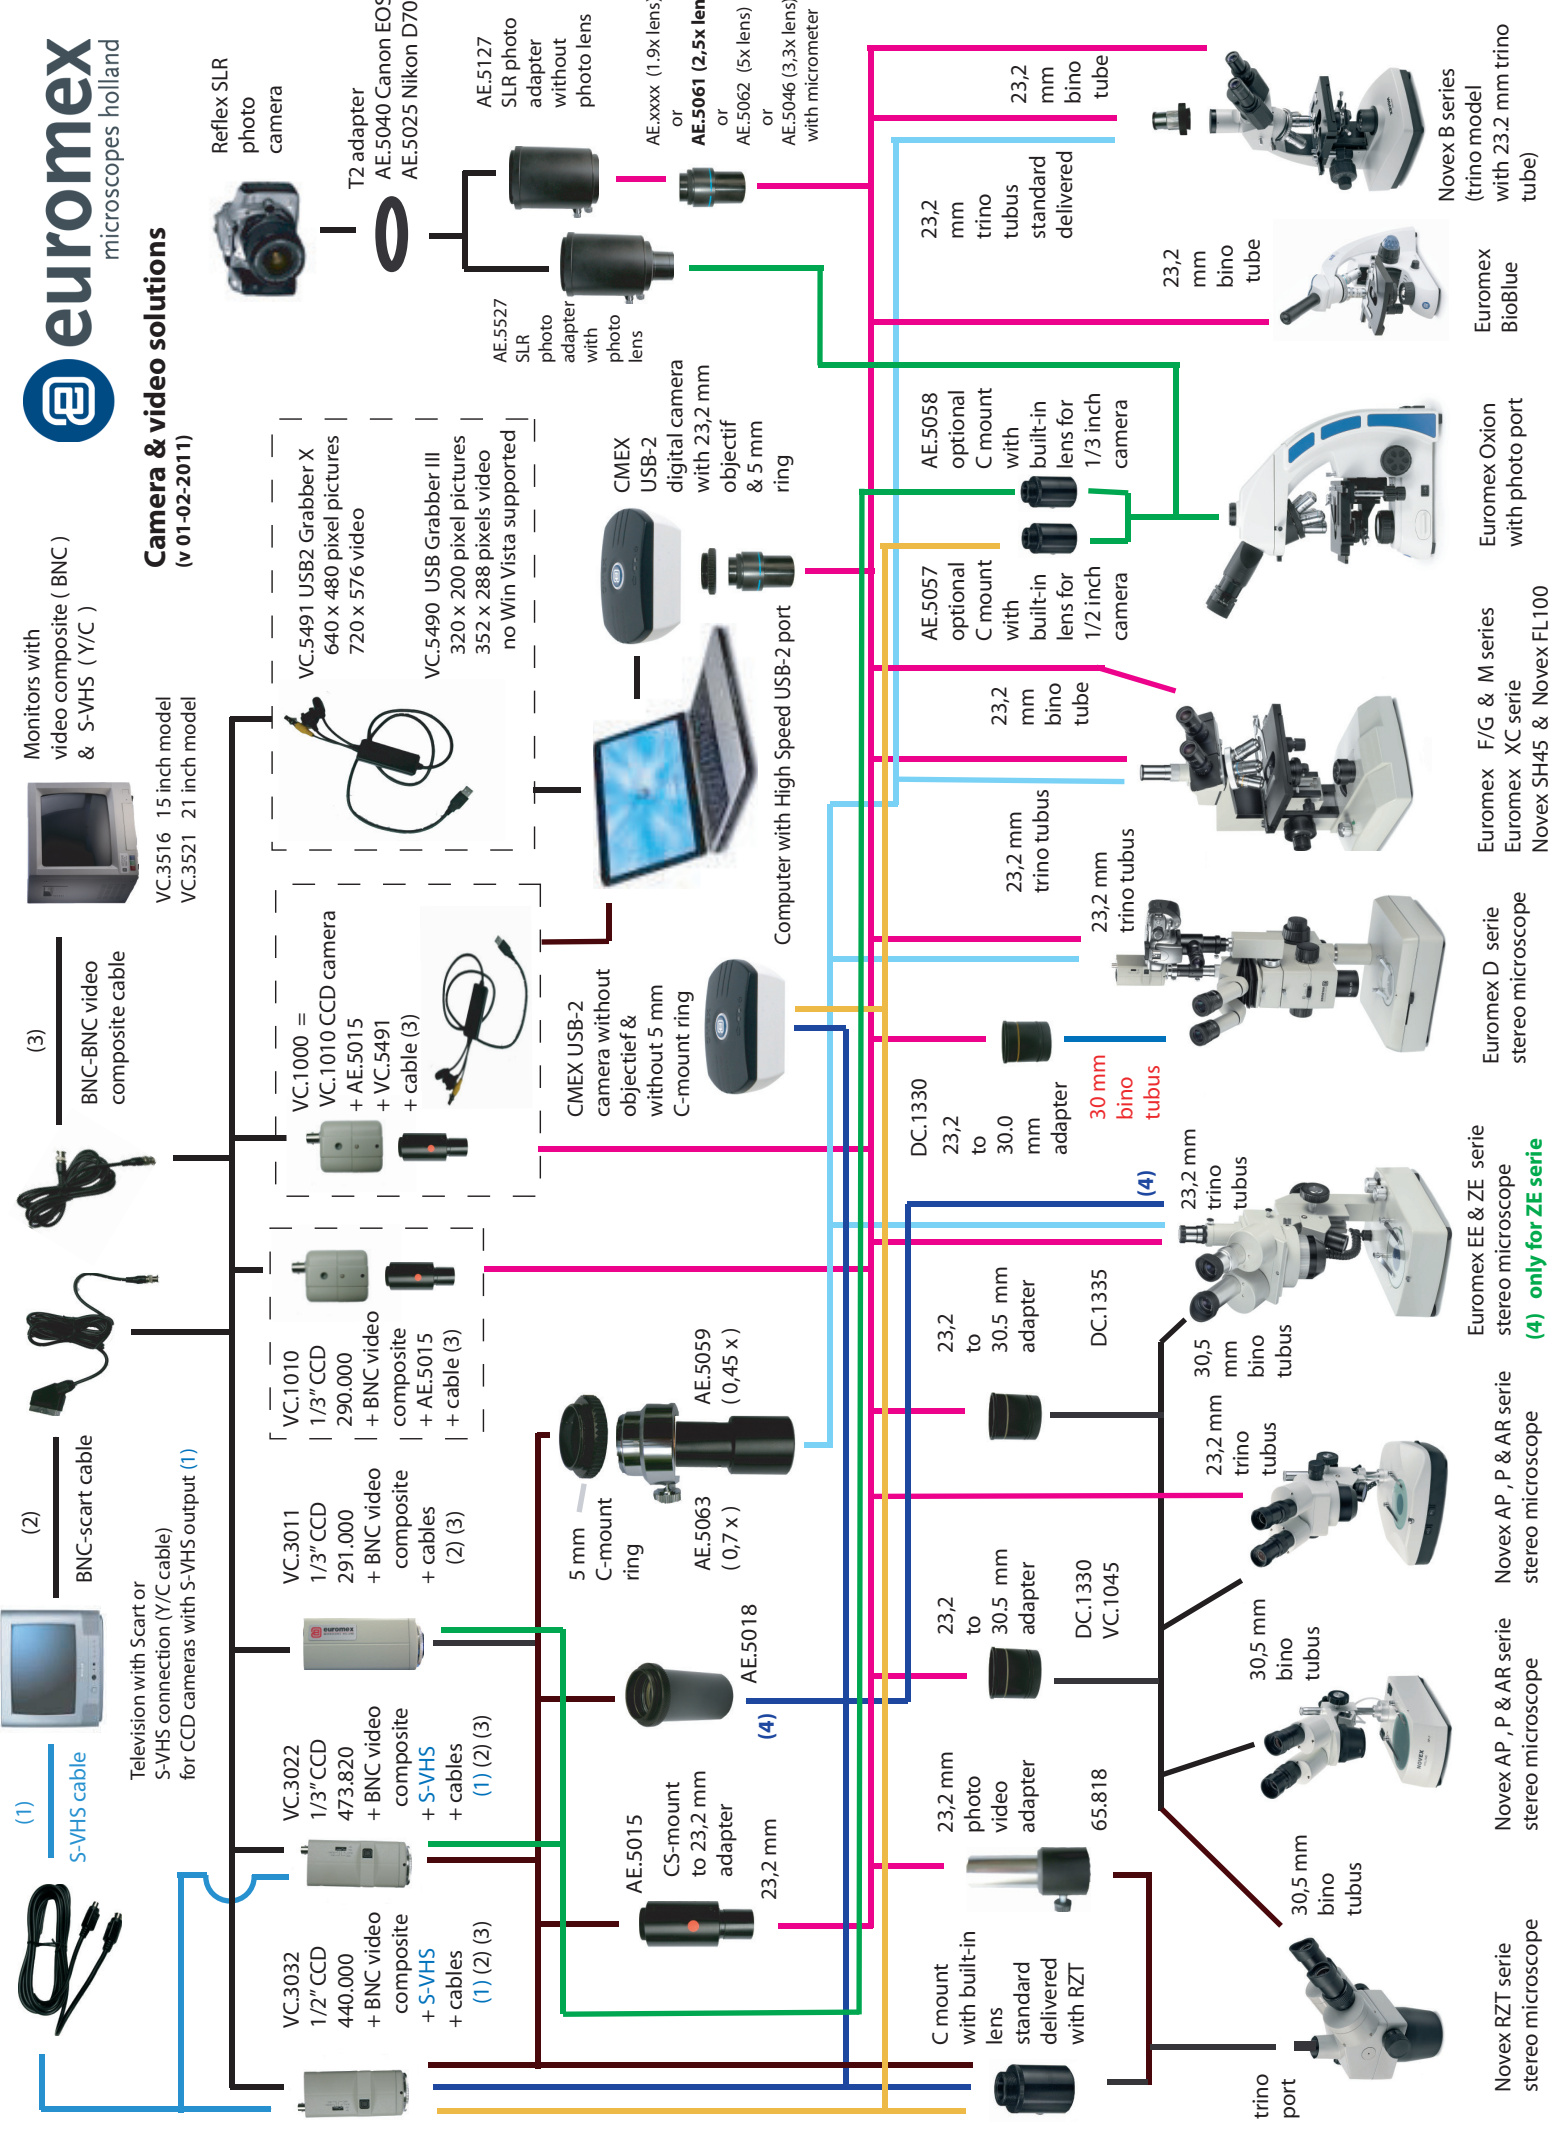 euromex
microscopes holland
Camera & video solutions
(v 01-02-2011)
(1)
S-VHS cable
Television with Scart or
S-VHS connection (Y/C cable)
for CCD cameras with S-VHS output (1)
(2)
BNC-scart cable
(3)
BNC-BNC video
composite cable
Monitors with
video composite ( BNC )
& S-VHS ( Y/C )
VC.3516 15 inch model
VC.3521 21 inch model
Reflex SLR
photo
camera
T2 adapter
AE.5040 Canon EOS
AE.5025 Nikon D70
VC.3032
1/2” CCD
440.000
+ BNC video
composite
+ S-VHS
+ cables
(1) (2) (3)
VC.3022
1/3” CCD
473.820
+ BNC video
composite
+ S-VHS
+ cables
(1) (2) (3)
euromex
VC.3011
1/3” CCD
291.000
+ BNC video
composite
+ cables
(2) (3)
VC.1010
1/3” CCD
290.000
+ BNC video
composite
+ AE.5015
+ cable (3)
VC.1000 =
VC.1010 CCD camera
+ AE.5015
+ VC.5491
+ cable (3)
VC.5491 USB2 Grabber X
640 x 480 pixel pictures
720 x 576 video
VC.5490 USB Grabber III
320 x 200 pixel pictures
352 x 288 pixels video
no Win Vista supported
AE.5527
SLR
photo
adapter
with
photo
lens
AE.5127
SLR photo
adapter
without
photo lens
AE.xxxx (1.9x lens)
or
AE.5061 (2,5x len
or
AE.5062 (5x lens)
or
AE.5046 (3,3x lens)
with micrometer
AE.5015
CS-mount
to 23,2 mm
adapter
23,2 mm
AE.5018
(4)
5 mm
C-mount
ring
AE.5063
( 0,7 x )
AE.5059
( 0,45 x )
CMEX USB-2
camera without
objectief &
without 5 mm
C-mount ring
Computer with High Speed USB-2 port
CMEX
USB-2
digital camera
with 23,2 mm
objectif
& 5 mm
ring
C mount
with built-in
lens
standard
delivered
with RZT
23,2 mm
photo
video
adapter
65.818
23,2
to
30.5 mm
adapter
DC.1330
VC.1045
23,2
to
30.5 mm
adapter
DC.1335
DC.1330
23,2
to
30.0
mm
adapter
30 mm
bino
tubus
23,2 mm
trino tubus
23,2 mm
trino tubus
23,2
mm
bino
tube
AE.5057
optional
C mount
with
built-in
lens for
1/2 inch
camera
AE.5058
optional
C mount
with
built-in
lens for
1/3 inch
camera
23,2
mm
trino
tubus
standard
delivered
23,2
mm
bino
tube
23,2
mm
bino
tube
trino
port
30,5 mm
bino
tubus
30,5 mm
bino
tubus
23,2 mm
trino
tubus
30,5
mm
bino
tubus
(4)
23,2 mm
trino
tubus
NOVEX
Novex RZT serie
stereo microscope
Novex AP , P & AR serie
stereo microscope
Novex AP , P & AR serie
stereo microscope
Euromex EE & ZE serie
stereo microscope
(4) only for ZE serie
Euromex D serie
stereo microscope
Euromex F/G & M series
Euromex XC serie
Novex SH45 & Novex FL100
Euromex Oxion
with photo port
Euromex
BioBlue
Novex B series
(trino model
with 23.2 mm trino
tube)